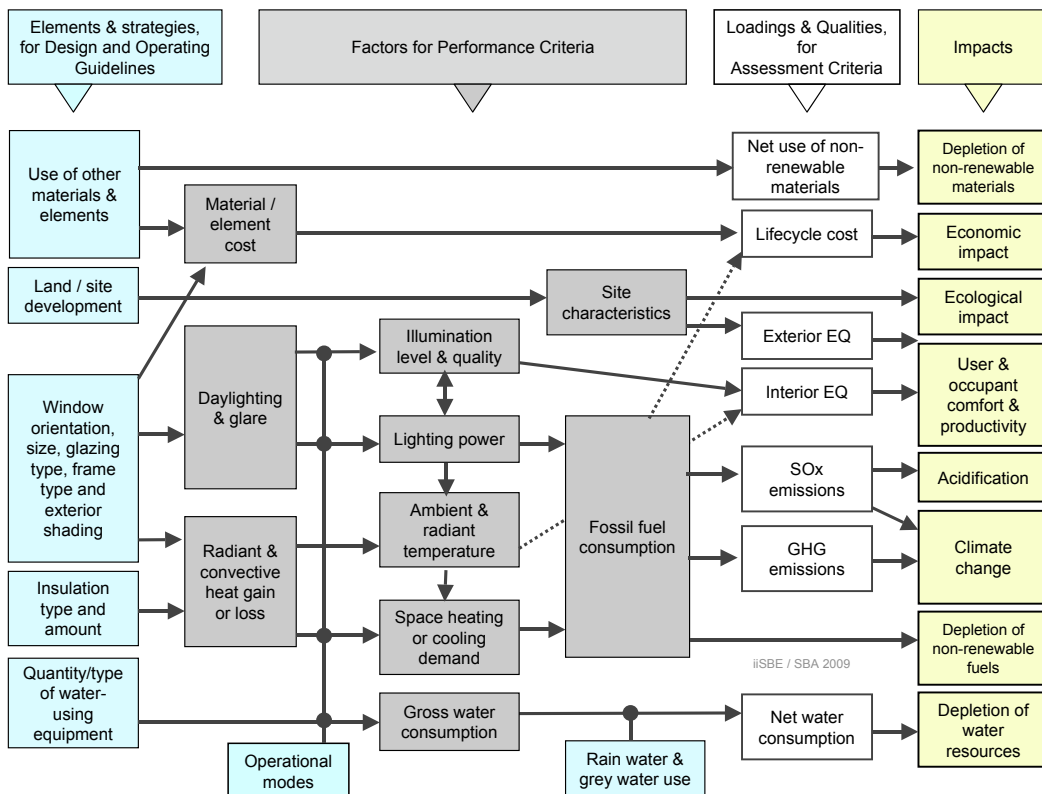 Elements & strategies,
for Design and Operating
Guidelines
Factors for Performance Criteria
Loadings & Qualities,
for
Assessment Criteria
Impacts
Use of other
materials &
elements
Material /
element
cost
Net use of non-
renewable
materials
Depletion of
non-renewable
materials
Lifecycle cost
Economic
impact
Land / site
development
Site
characteristics
Ecological
impact
Illumination
level & quality
Exterior EQ
Daylighting
& glare
Interior EQ
User &
occupant
comfort &
productivity
Window
orientation,
size, glazing
type, frame
type and
exterior
shading
Lighting power
SOx
emissions
Acidification
Ambient &
radiant
temperature
Fossil fuel
consumption
Radiant &
convective
heat gain
or loss
GHG
emissions
Climate
change
Insulation
type and
amount
Space heating
or cooling
demand
iiSBE / SBA 2009
Depletion of
non-renewable
fuels
Quantity/type
of water-
using
equipment
Gross water
consumption
Net water
consumption
Depletion of
water
resources
Operational
modes
Rain water &
grey water use